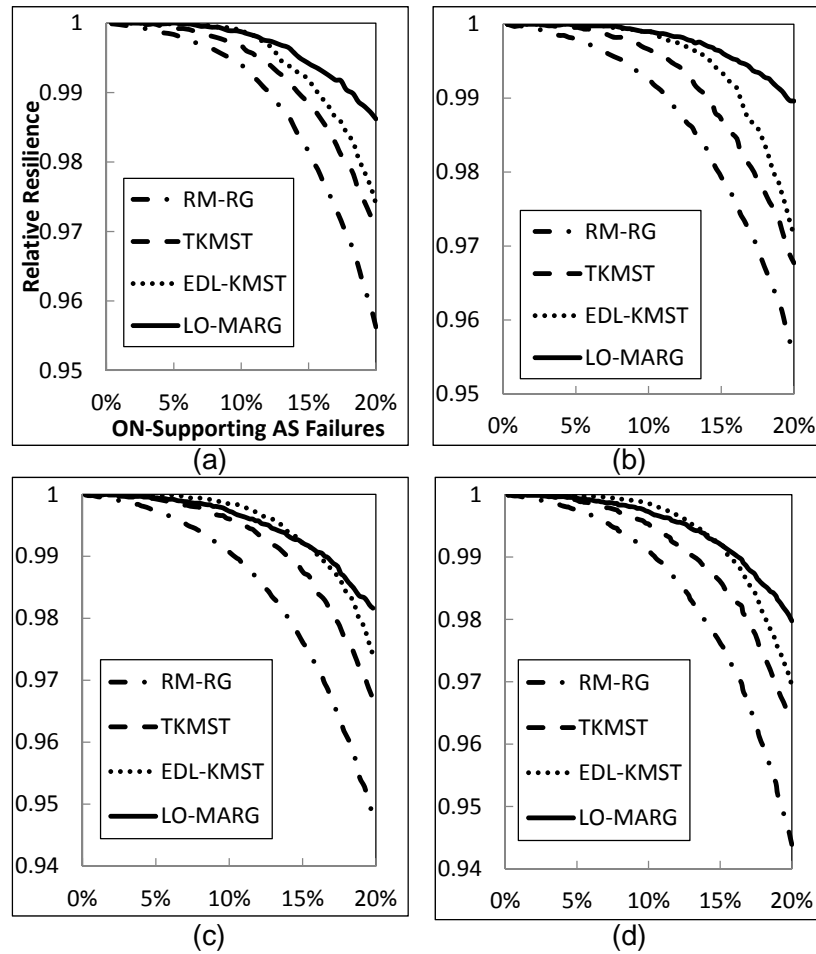 1
0.99
0.98
0.97
0.96
0.95
Relative Resilience
RM-RG
TKMST
EDL-KMST
LO-MARG
0% 5% 10% 15% 20%
ON-Supporting AS Failures
(a)
1
0.99
0.98
0.97
0.96
0.95
RM-RG
TKMST
EDL-KMST
LO-MARG
0% 5% 10% 15% 20%
(b)
1
0.99
0.98
0.97
0.96
0.95
0.94
RM-RG
TKMST
EDL-KMST
LO-MARG
0% 5% 10% 15% 20%
(c)
1
0.99
0.98
0.97
0.96
0.95
0.94
RM-RG
TKMST
EDL-KMST
LO-MARG
0% 5% 10% 15% 20%
(d)